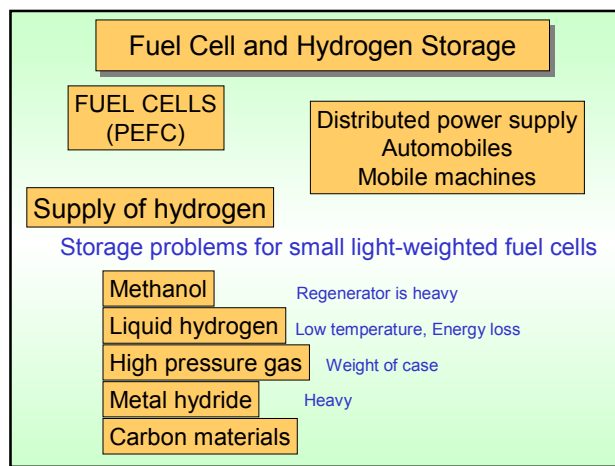 Fuel Cell and Hydrogen Storage
FUEL CELLS
(PEFC)
Distributed power supply
Automobiles
Mobile machines
Supply of hydrogen
Storage problems for small light-weighted fuel cells
Methanol Regenerator is heavy
Liquid hydrogen Low temperature, Energy loss
High pressure gas Weight of case
Metal hydride Heavy
Carbon materials